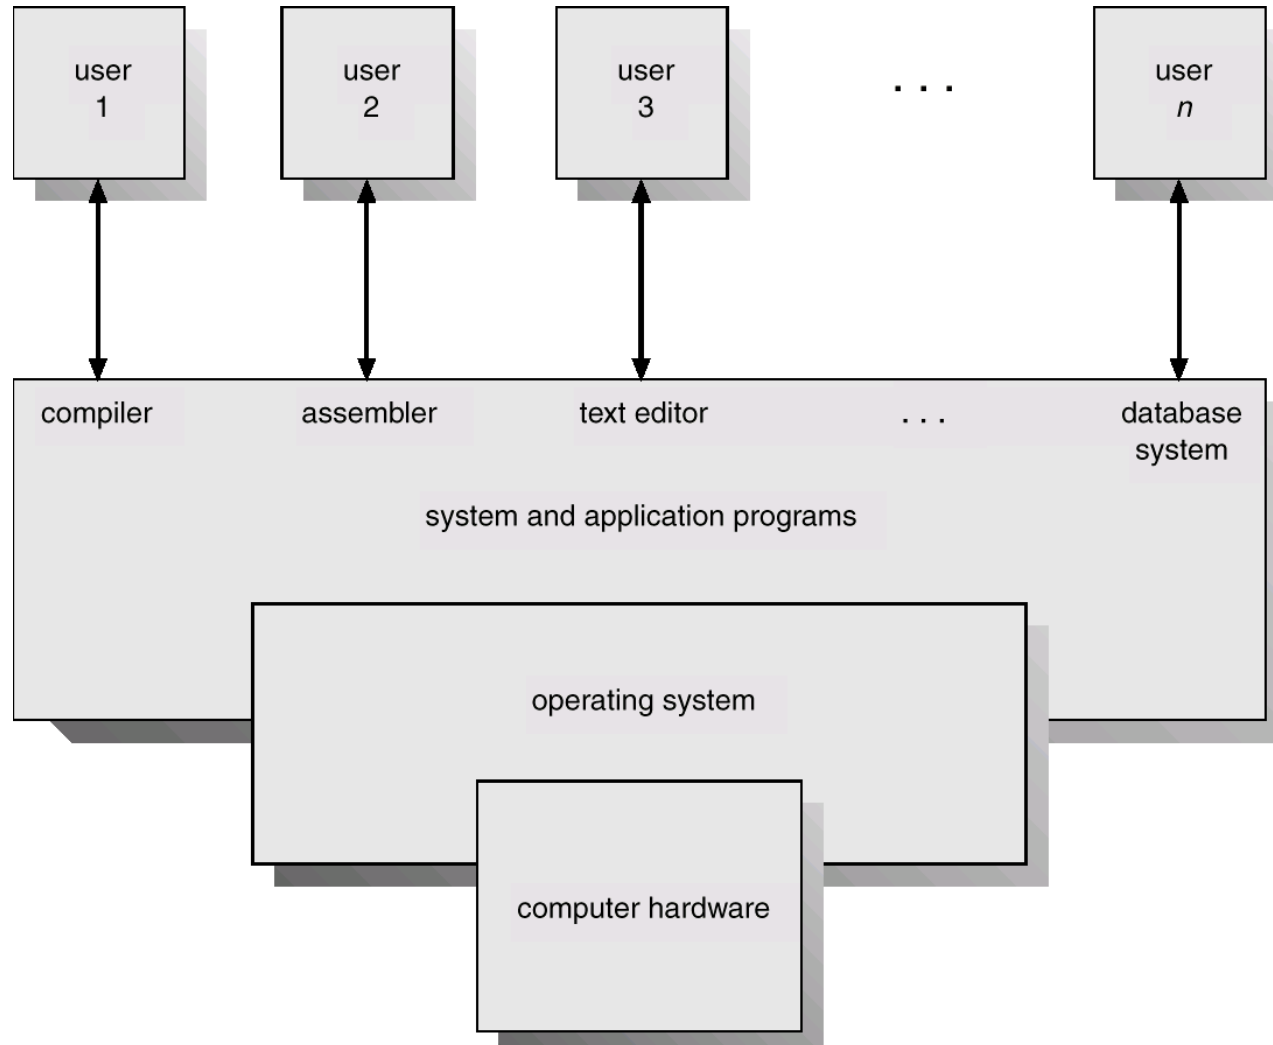 user
1
user
2
user
3
. . .
user
n
compiler
assembler
text editor
. . .
database
system
system and application programs
operating system
computer hardware